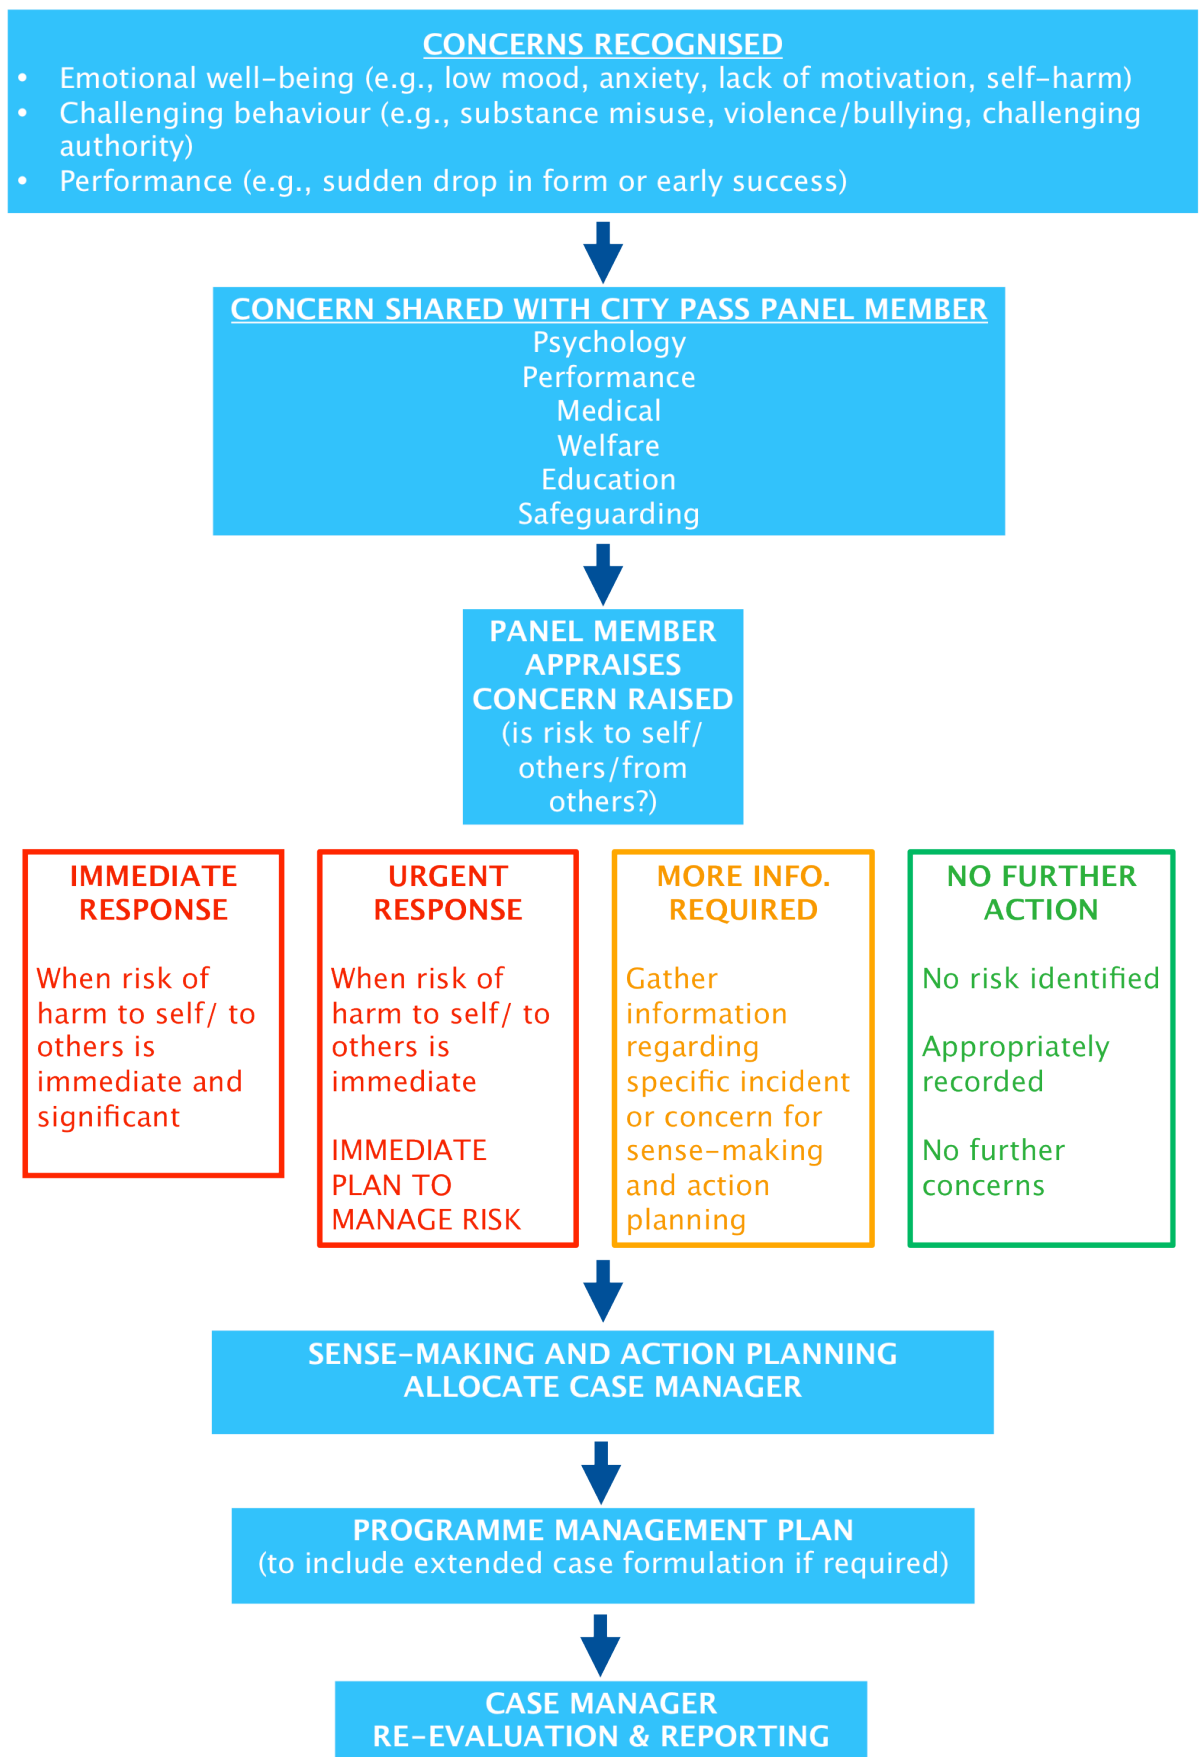 CONCERNS RECOGNISED
• Emotional well-being (e.g., low mood, anxiety, lack of motivation, self-harm)
• Challenging behaviour (e.g., substance misuse, violence/bullying, challenging
authority)
• Performance (e.g., sudden drop in form or early success)
CONCERN SHARED WITH CITY PASS PANEL MEMBER
Psychology
Performance
Medical
Welfare
Education
Safeguarding
PANEL MEMBER
APPRAISES
CONCERN RAISED
(is risk to self/
others/from
others?)
IMMEDIATE
RESPONSE
When risk of
harm to self/ to
others is
immediate and
significant
URGENT
RESPONSE
When risk of
harm to self/ to
others is
immediate
IMMEDIATE
PLAN TO
MANAGE RISK
MORE INFO.
REQUIRED
Gather
information
regarding
specific incident
or concern for
sense-making
and action
planning
NO FURTHER
ACTION
No risk identified
Appropriately
recorded
No further
concerns
SENSE-MAKING AND ACTION PLANNING
ALLOCATE CASE MANAGER
PROGRAMME MANAGEMENT PLAN
(to include extended case formulation if required)
CASE MANAGER
RE-EVALUATION & REPORTING